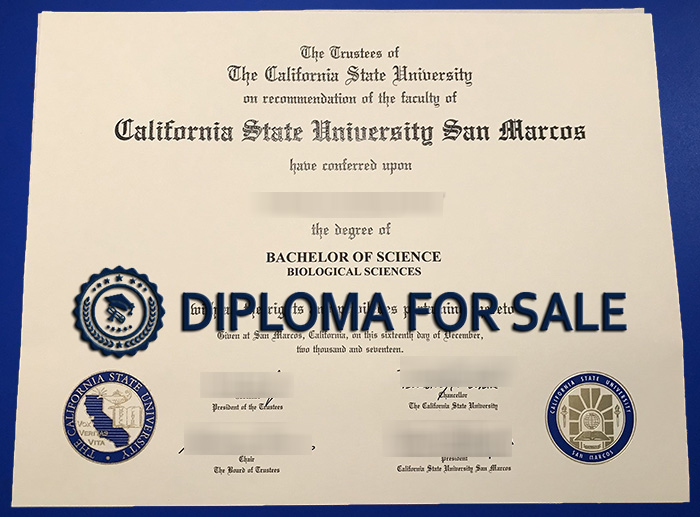 The Trustees of
The California State University
on recommendation of the faculty of
California State University San Marcos
have conferred upon
the degree of
BACHELOR OF SCIENCE
BIOLOGICAL SCIENCES
DIPLOMA FOR SALE
Given at San Marcos, California, on this sixteenth day of December,
two thousand and seventeen.
President of the Trustees
Chancellor
The California State University
Chair
The Board of Trustees
President
California State University San Marcos
THE CALIFORNIA STATE UNIVERSITY
VOX
VERITAS
VITA
CALIFORNIA STATE UNIVERSITY
SAN MARCOS